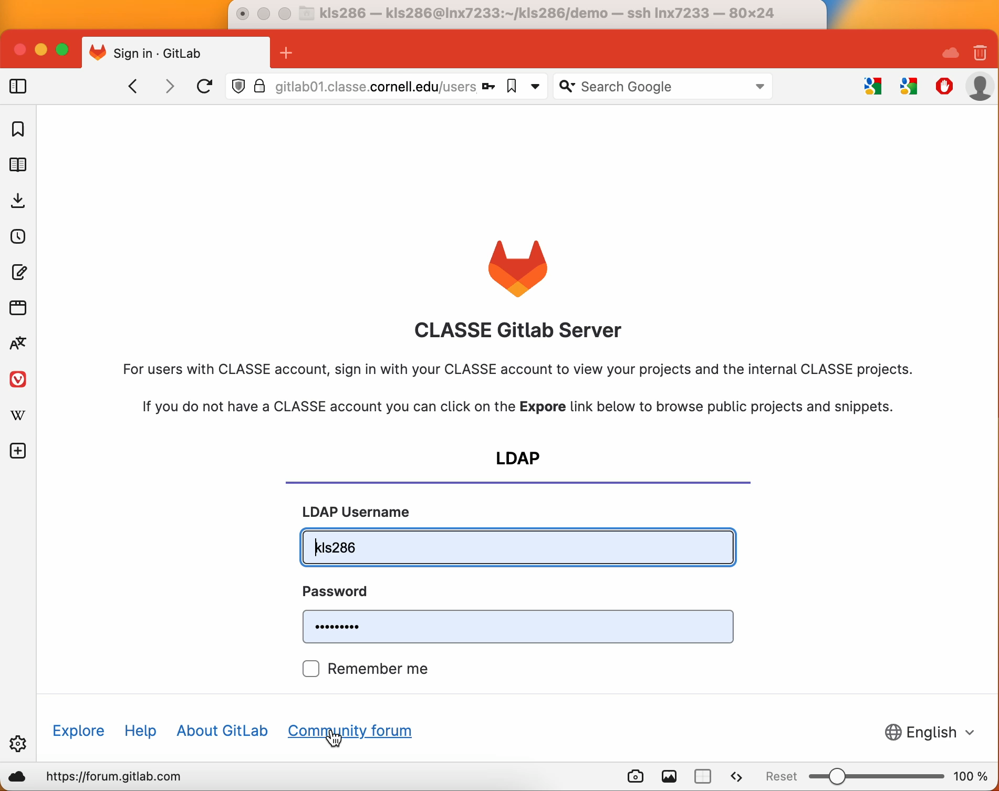 kls286 — kls286@lnx7233:~/kls286/demo — ssh lnx7233 — 80×24
Sign in · GitLab
gitlab01.classe.cornell.edu/users
Search Google
CLASSE Gitlab Server
For users with CLASSE account, sign in with your CLASSE account to view your projects and the internal CLASSE projects.
If you do not have a CLASSE account you can click on the Expore link below to browse public projects and snippets.
LDAP
LDAP Username
kls286
Password
•••••••••
Remember me
Explore Help About GitLab Community forum English
https://forum.gitlab.com Reset 100 %